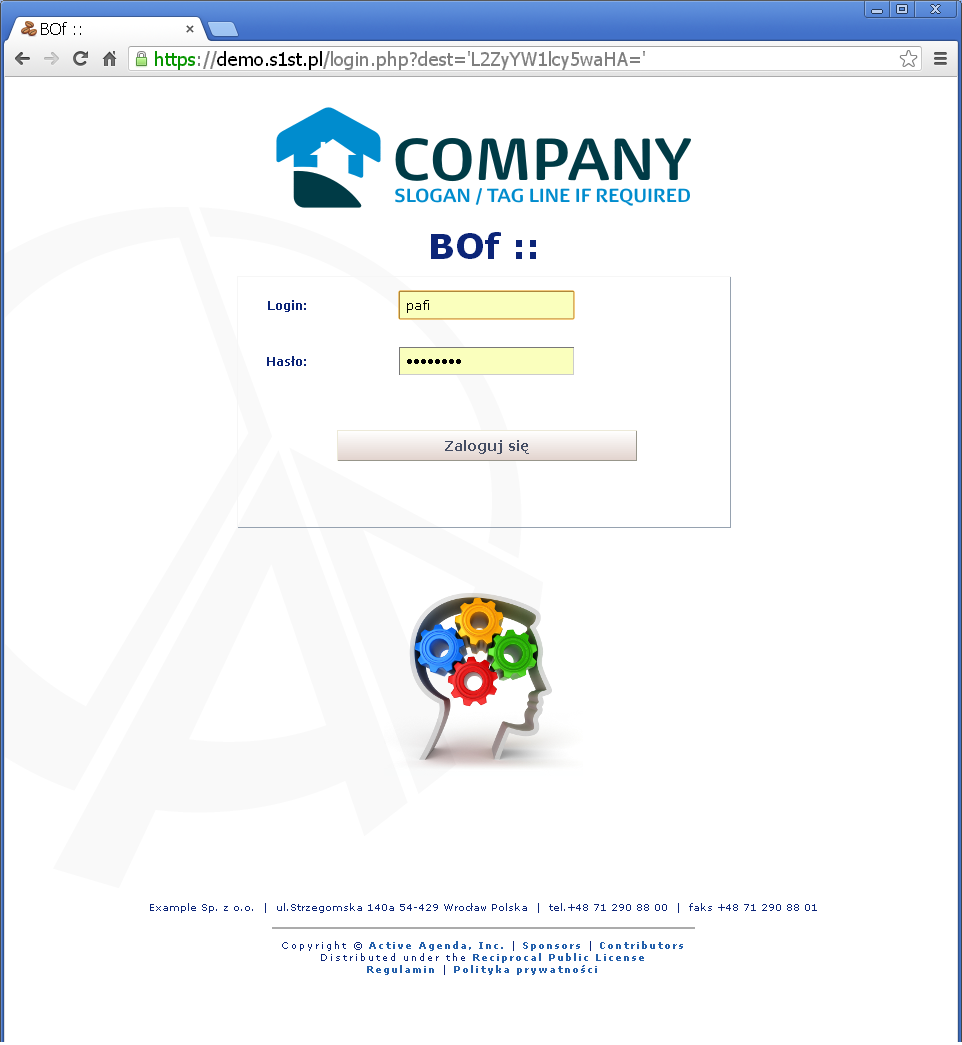 BOf ::
https://demo.s1st.pl/login.php?dest='L2ZyYW1lcy5waHA='
COMPANY
SLOGAN / TAG LINE IF REQUIRED
BOf ::
Login: pafi
Hasło: ••••••••
Zaloguj się
Example Sp. z o.o. | ul.Strzegomska 140a 54-429 Wrocław Polska | tel.+48 71 290 88 00 | faks +48 71 290 88 01
Copyright © Active Agenda, Inc. | Sponsors | Contributors
Distributed under the Reciprocal Public License
Regulamin | Polityka prywatności